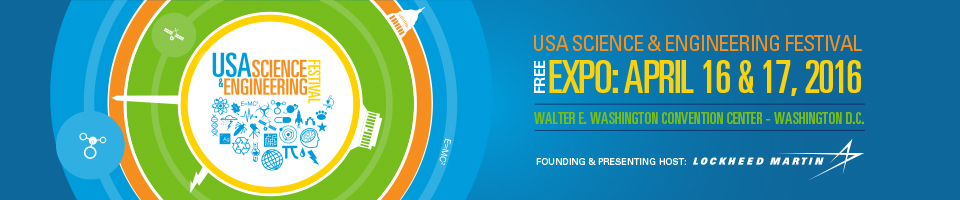 USA SCIENCE
& ENGINEERING
FESTIVAL
E=MC²
E=MC²
USA SCIENCE & ENGINEERING FESTIVAL
FREE EXPO: APRIL 16 & 17, 2016
WALTER E. WASHINGTON CONVENTION CENTER - WASHINGTON D.C.
FOUNDING & PRESENTING HOST: LOCKHEED MARTIN